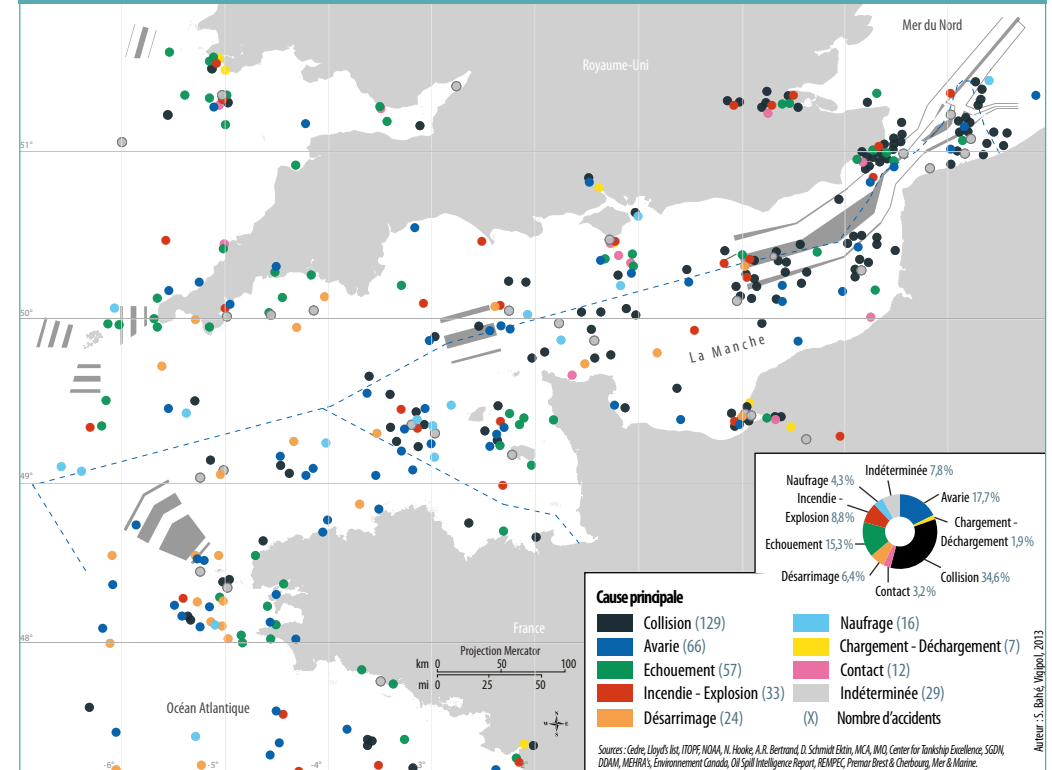 Mer du Nord
Royaume-Uni
51°
50°
La Manche
49°
48°
France
Océan Atlantique
Projection Mercator
km 0 50 100
mi 0 25 50
N
W E
S
-6° -5° -4° -3°
Indéterminée 7,8%
Naufrage 4,3%
Avarie 17,7%
Incendie -
Explosion 8,8%
Chargement -
Déchargement 1,9%
Echouement 15,3%
Désarrimage 6,4%
Collision 34,6%
Contact 3,2%
Cause principale
Collision (129)
Avarie (66)
Echouement (57)
Incendie - Explosion (33)
Désarrimage (24)
Naufrage (16)
Chargement - Déchargement (7)
Contact (12)
Indéterminée (29)
(X) Nombre d'accidents
Sources : Cedre, Lloyd's list, ITOPF, NOAA, N. Hooke, A.R. Bertrand, D. Schmidt Ektin, MCA, IMO, Center for Tankship Excellence, SGDN,
DDAM, MEHRA's, Environnement Canada, Oil Spill Intelligence Report, REMPEC, Premar Brest & Cherbourg, Mer & Marine.
Auteur : S. Bahé, Vigipol, 2013